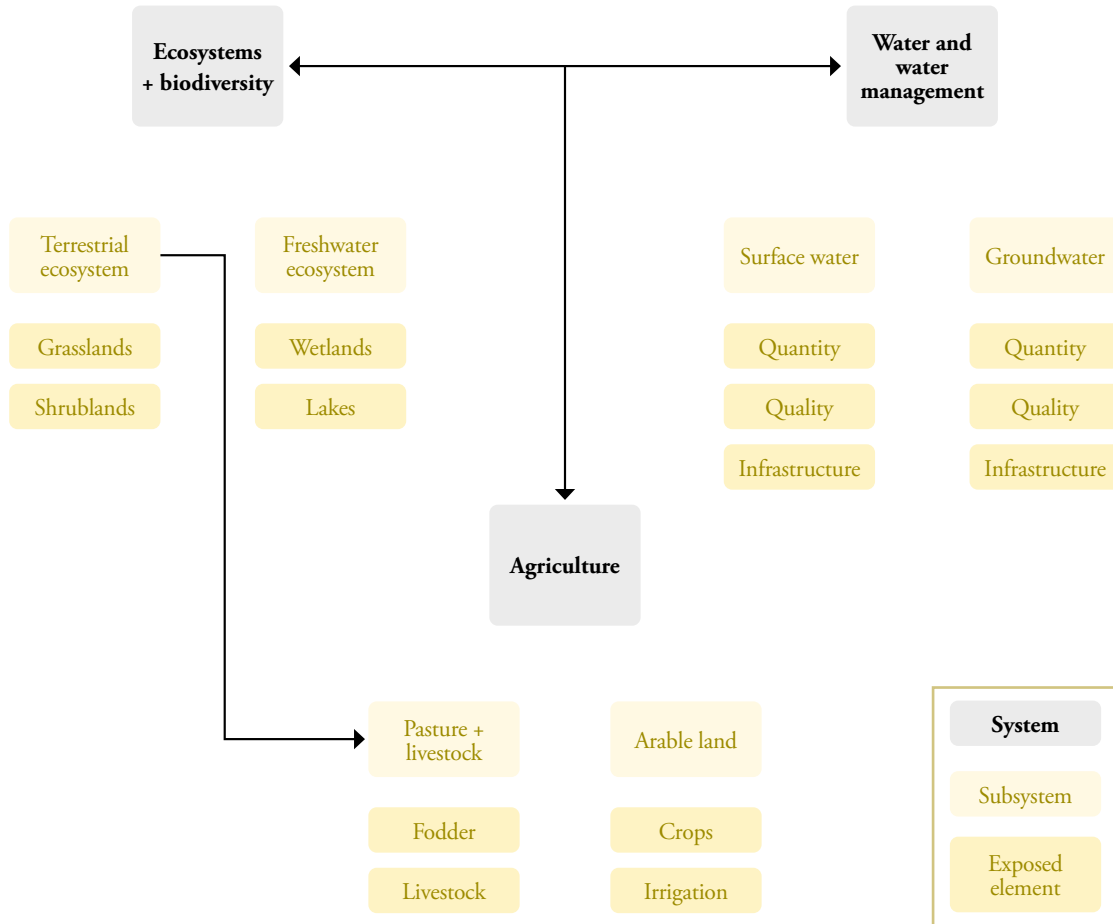 Ecosystems
+ biodiversity
Water and
water
management
Terrestrial
ecosystem
Freshwater
ecosystem
Surface water
Groundwater
Grasslands
Wetlands
Quantity
Quantity
Shrublands
Lakes
Quality
Quality
Infrastructure
Infrastructure
Agriculture
Pasture +
livestock
Arable land
System
Subsystem
Fodder
Crops
Exposed
element
Livestock
Irrigation